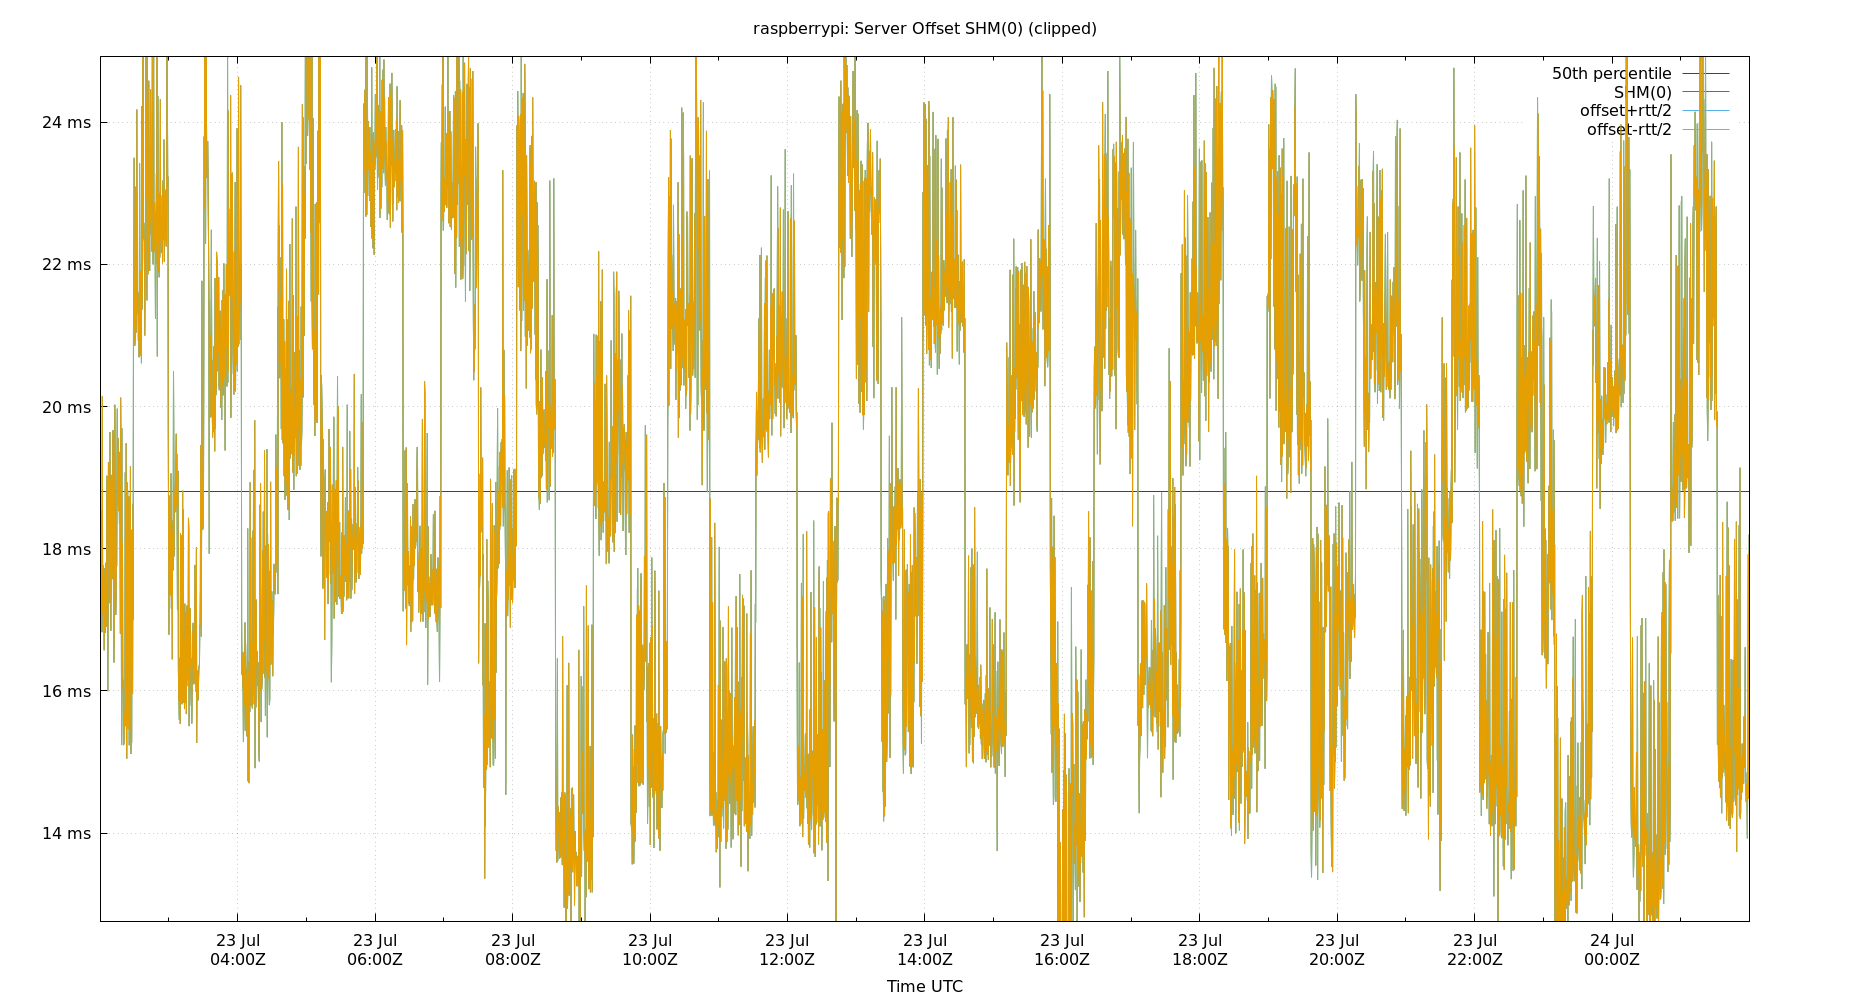 raspberrypi: Server Offset SHM(0) (clipped)
50th percentile
SHM(0)
offset+rtt/2
offset-rtt/2
24 ms
22 ms
20 ms
18 ms
16 ms
14 ms
23 Jul 23 Jul 23 Jul 23 Jul 23 Jul 23 Jul 23 Jul 23 Jul 23 Jul 23 Jul 24 Jul
04:00Z 06:00Z 08:00Z 10:00Z 12:00Z 14:00Z 16:00Z 18:00Z 20:00Z 22:00Z 00:00Z
Time UTC